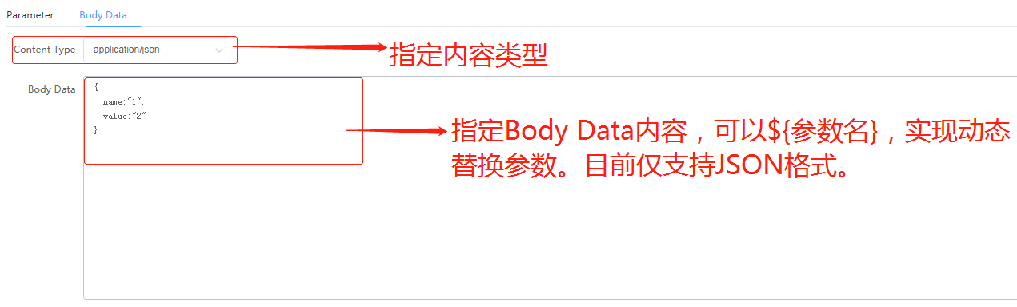 Parameter Body Data
Content Type application/json 指定内容类型
Body Data
{
name:"1",
value:"2"
}
指定Body Data内容，可以${参数名}，实现动态
替换参数。目前仅支持JSON格式。